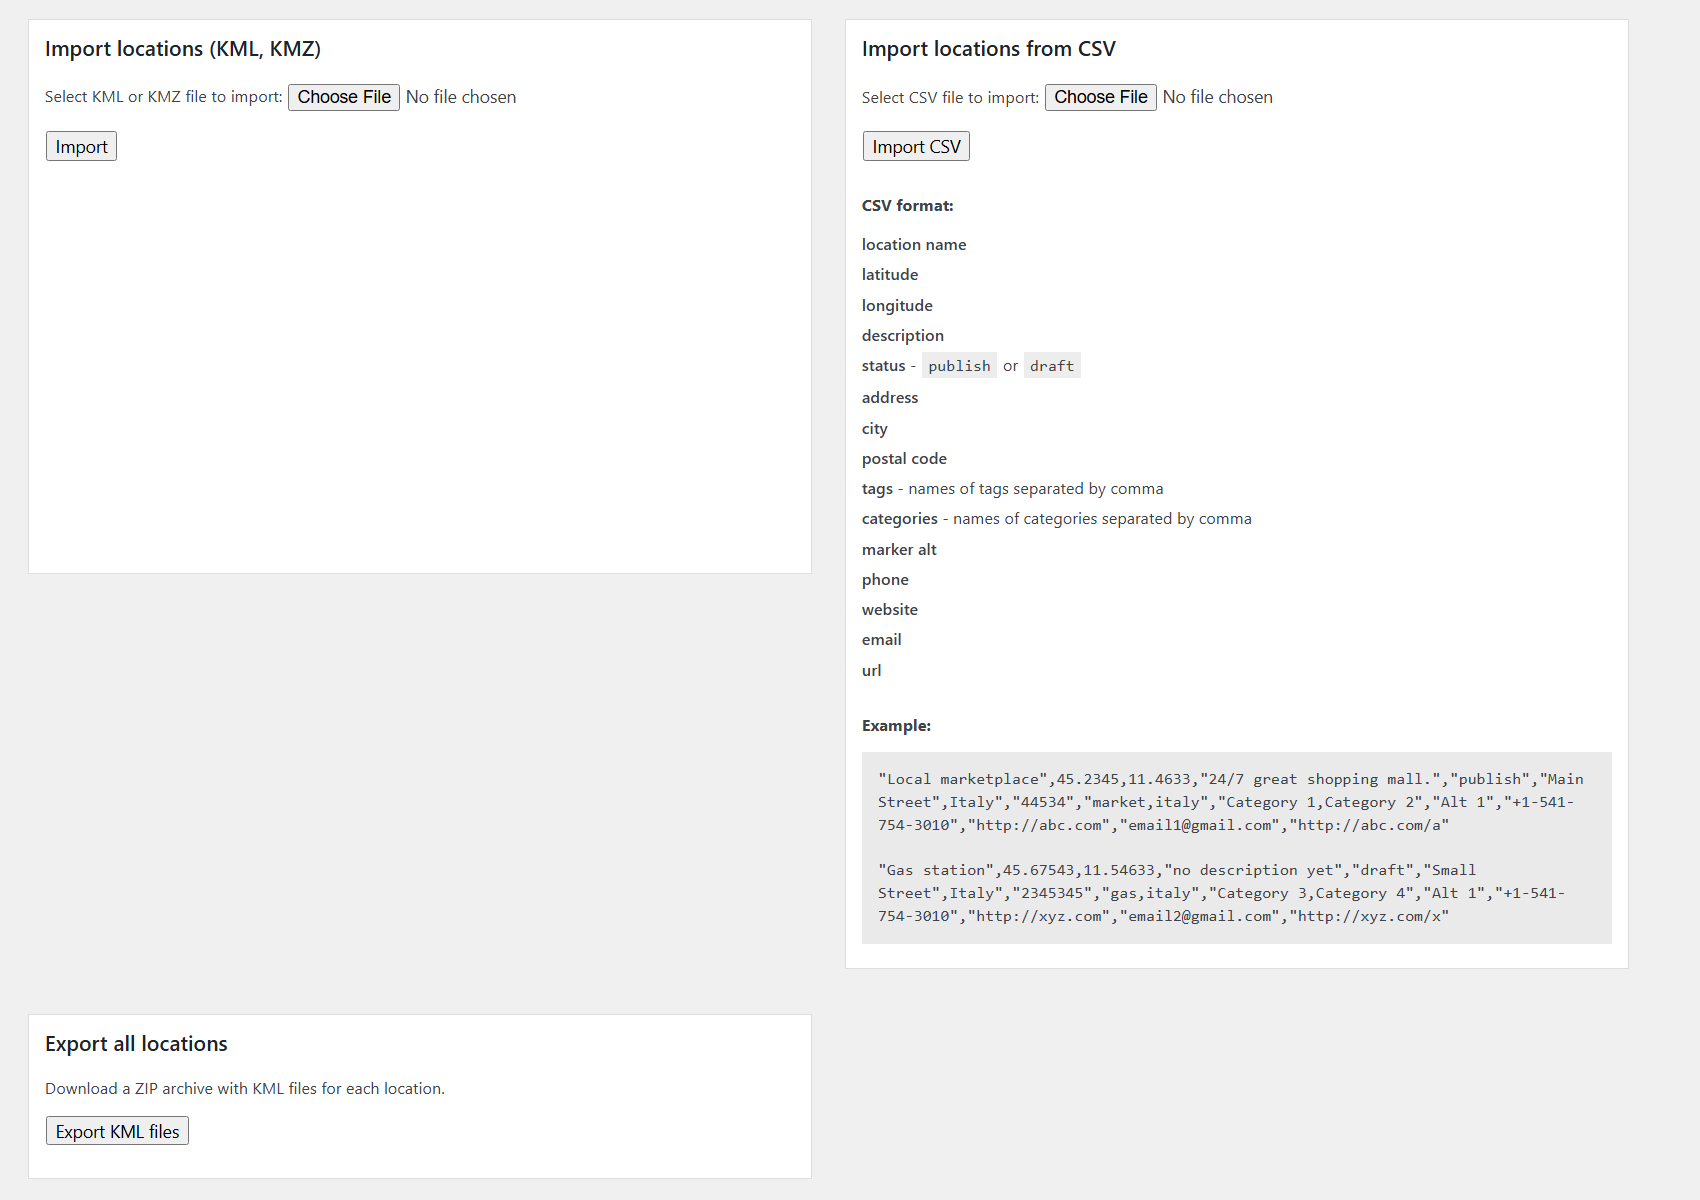 Import locations (KML, KMZ)
Select KML or KMZ file to import: Choose File No file chosen
Import
Import locations from CSV
Select CSV file to import: Choose File No file chosen
Import CSV
CSV format:
location name
latitude
longitude
description
status - publish or draft
address
city
postal code
tags - names of tags separated by comma
categories - names of categories separated by comma
marker alt
phone
website
email
url
Example:
"Local marketplace",45.2345,11.4633,"24/7 great shopping mall.","publish","Main
Street",Italy","44534","market,italy","Category 1,Category 2","Alt 1","+1-541-
754-3010","http://abc.com","email1@gmail.com","http://abc.com/a"
"Gas station",45.67543,11.54633,"no description yet","draft","Small
Street",Italy","2345345","gas,italy","Category 3,Category 4","Alt 1","+1-541-
754-3010","http://xyz.com","email2@gmail.com","http://xyz.com/x"
Export all locations
Download a ZIP archive with KML files for each location.
Export KML files